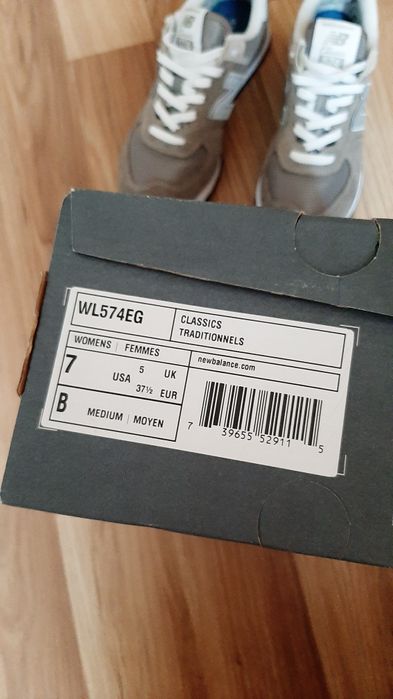 WL574EG
CLASSICS
TRADITIONNELS
WOMENS | FEMMES
newbalance.com
7 5 UK
USA 37½ EUR
B MEDIUM | MOYEN
7 39655 52911 5